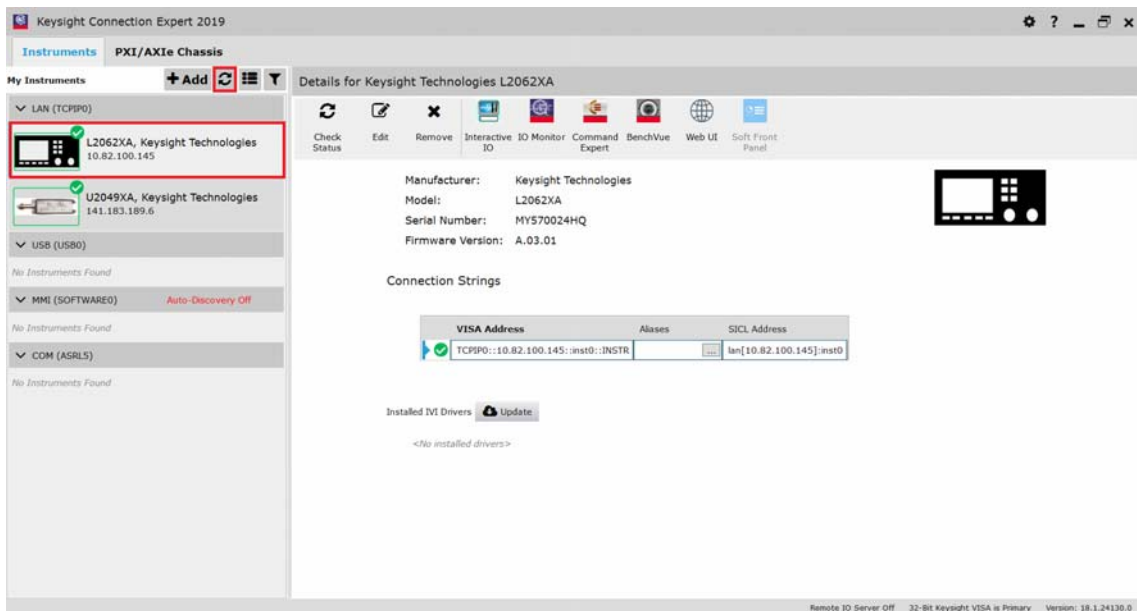 Keysight Connection Expert 2019
?
Instruments PXI/AXIe Chassis
My Instruments
+ Add
LAN (TCPIP0)
L2062XA, Keysight Technologies
10.82.100.145
U2049XA, Keysight Technologies
141.183.189.6
USB (USB0)
No Instruments Found
MMI (SOFTWARE0) Auto-Discovery Off
No Instruments Found
COM (ASRL5)
No Instruments Found
Details for Keysight Technologies L2062XA
Check Status
Edit
Remove
Interactive IO
IO Monitor
Command Expert
BenchVue
Web UI
Soft Front Panel
Manufacturer: Keysight Technologies
Model: L2062XA
Serial Number: MY570024HQ
Firmware Version: A.03.01
Connection Strings
VISA Address Aliases SICL Address
TCPIP0::10.82.100.145::inst0::INSTR ... lan[10.82.100.145]:inst0
Installed IVI Drivers Update
<No installed drivers>
Remote IO Server Off 32-Bit Keysight VISA is Primary Version: 18.1.24130.0